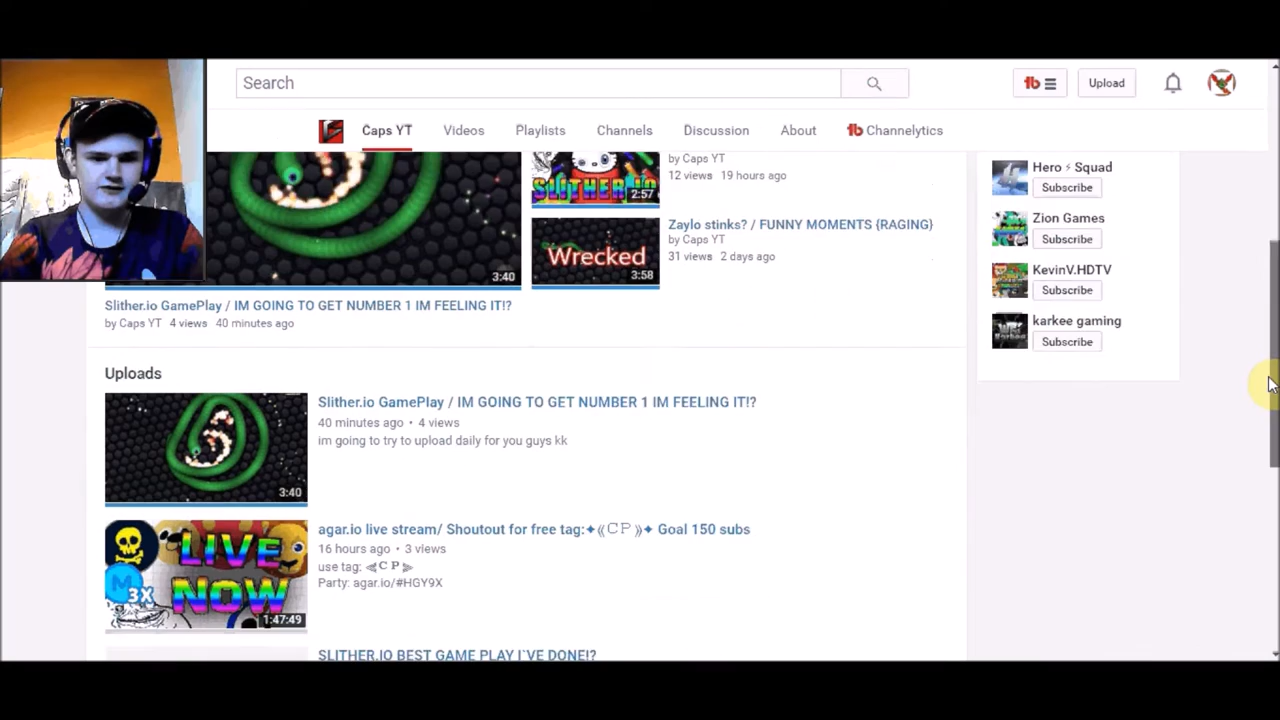 Search
Upload
Caps YT
Videos
Playlists
Channels
Discussion
About
Channelytics
3:40
Slither.io GamePlay / IM GOING TO GET NUMBER 1 IM FEELING IT!?
by Caps YT 4 views 40 minutes ago
SLITHER.IO
2:57
by Caps YT
12 views 19 hours ago
Wrecked
3:58
Zaylo stinks? / FUNNY MOMENTS {RAGING}
by Caps YT
31 views 2 days ago
Hero ⚡ Squad
Subscribe
Zion Games
Subscribe
KevinV.HDTV
Subscribe
karkee gaming
Subscribe
Uploads
3:40
Slither.io GamePlay / IM GOING TO GET NUMBER 1 IM FEELING IT!?
40 minutes ago • 4 views
im going to try to upload daily for you guys kk
LIVE
NOW
M
3X
1:47:49
agar.io live stream/ Shoutout for free tag:✦⟪ℂℙ⟫✦ Goal 150 subs
16 hours ago • 3 views
use tag: ⫷ C P ⫸
Party: agar.io/#HGY9X
SLITHER.IO BEST GAME PLAY I`VE DONE!?